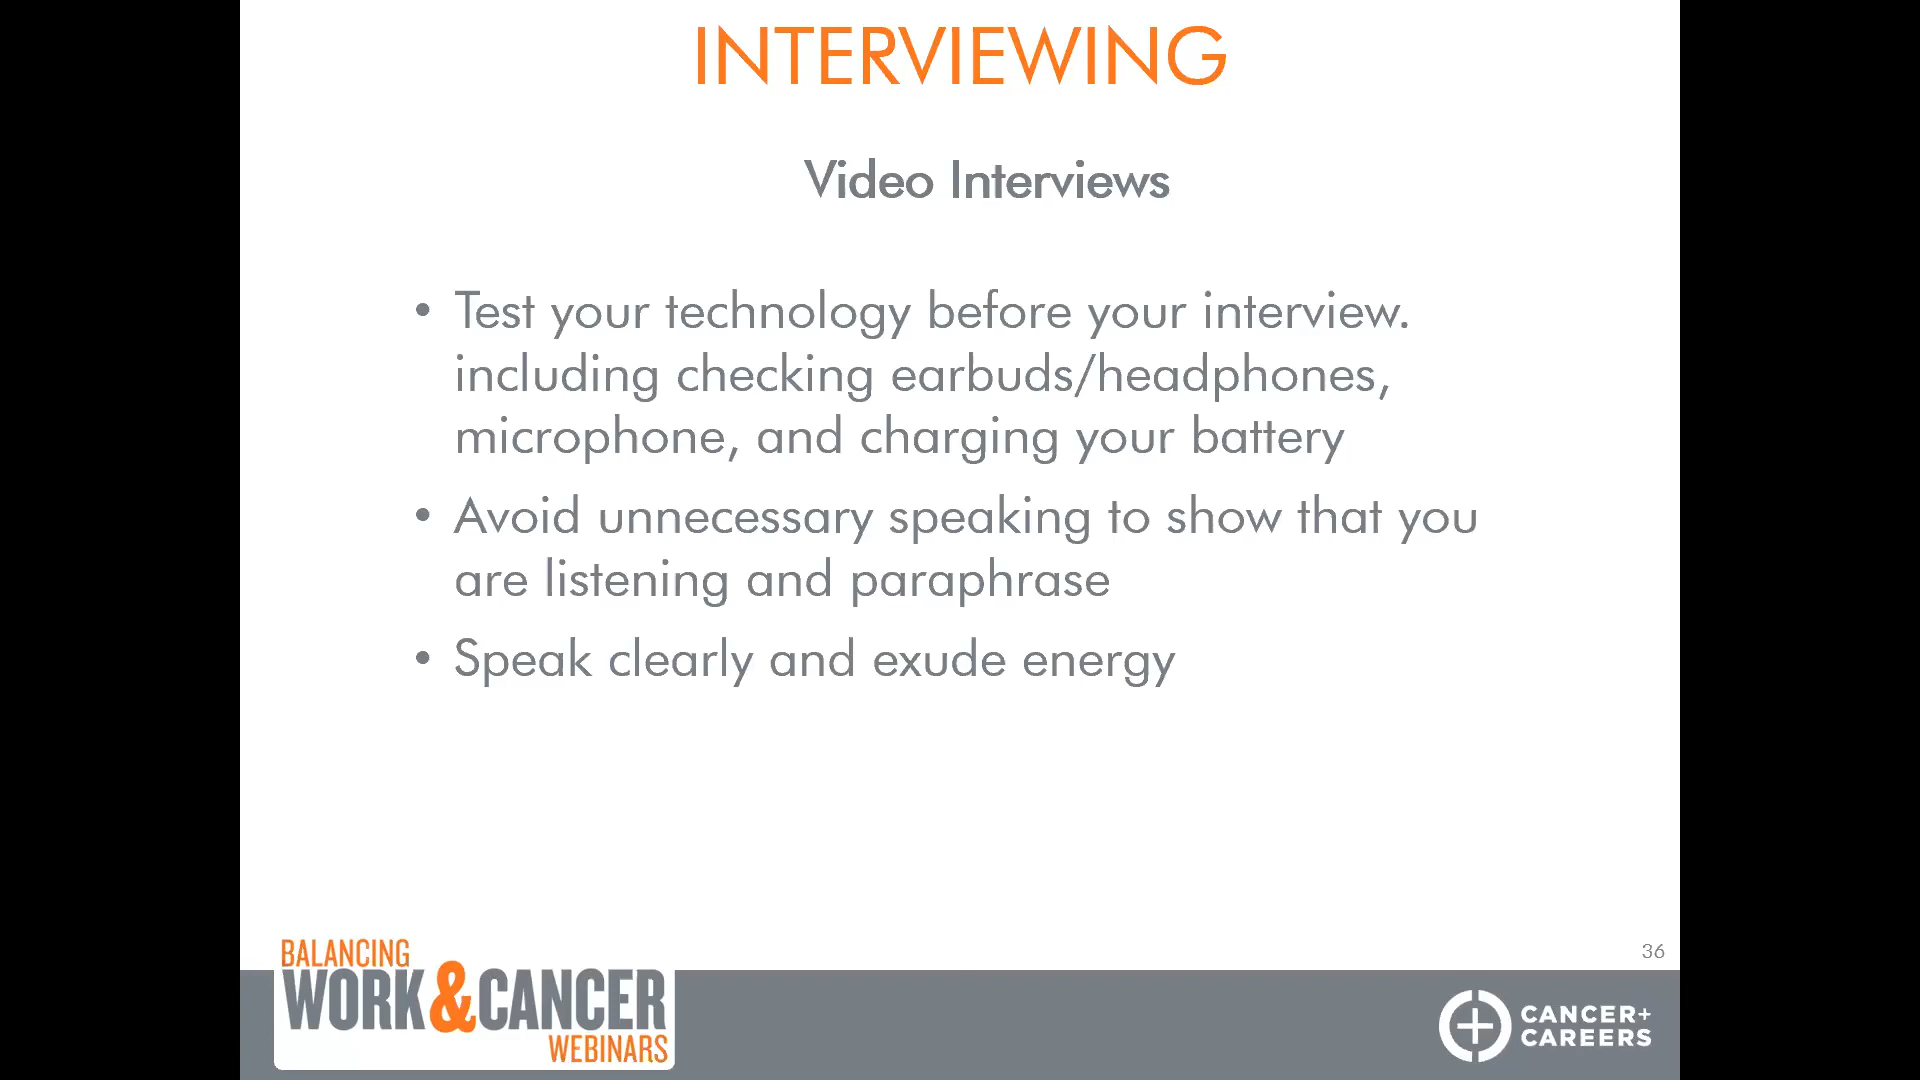 INTERVIEWING
Video Interviews
• Test your technology before your interview.
including checking earbuds/headphones,
microphone, and charging your battery
• Avoid unnecessary speaking to show that you
are listening and paraphrase
• Speak clearly and exude energy
36
BALANCING
WORK&CANCER
WEBINARS
CANCER+
CAREERS